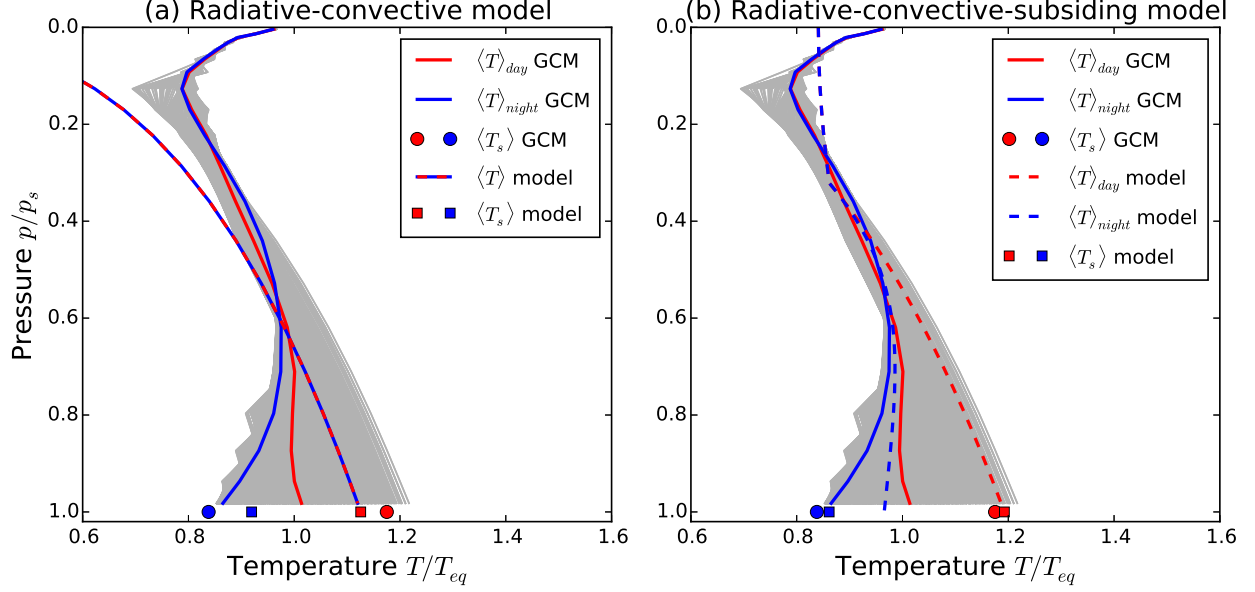 (a) Radiative-convective model
0.0
0.2
0.4
0.6
0.8
1.0
Pressure p/p_s
0.6 0.8 1.0 1.2 1.4 1.6
Temperature T/T_eq
⟨T⟩_day GCM
⟨T⟩_night GCM
⟨T_s⟩ GCM
⟨T⟩ model
⟨T_s⟩ model
(b) Radiative-convective-subsiding model
0.0
0.2
0.4
0.6
0.8
1.0
0.6 0.8 1.0 1.2 1.4 1.6
Temperature T/T_eq
⟨T⟩_day GCM
⟨T⟩_night GCM
⟨T_s⟩ GCM
⟨T⟩_day model
⟨T⟩_night model
⟨T_s⟩ model